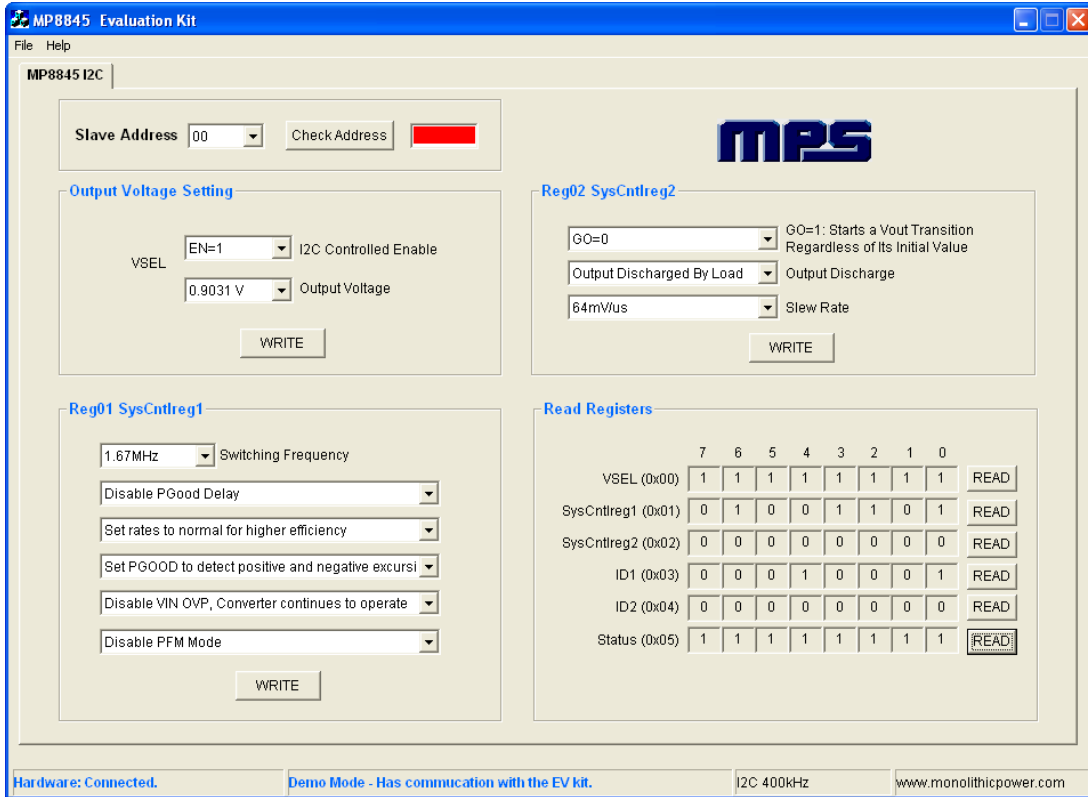 MP8845 Evaluation Kit
File Help
MP8845 I2C
Slave Address 00 Check Address
MPS
Output Voltage Setting
VSEL
EN=1 I2C Controlled Enable
0.9031 V Output Voltage
WRITE
Reg02 SysCntlreg2
GO=0 GO=1: Starts a Vout Transition
Regardless of Its Initial Value
Output Discharged By Load Output Discharge
64mV/us Slew Rate
WRITE
Reg01 SysCntlreg1
1.67MHz Switching Frequency
Disable PGood Delay
Set rates to normal for higher efficiency
Set PGOOD to detect positive and negative excursi
Disable VIN OVP, Converter continues to operate
Disable PFM Mode
WRITE
Read Registers
7 6 5 4 3 2 1 0
VSEL (0x00) 1 1 1 1 1 1 1 1 READ
SysCntlreg1 (0x01) 0 1 0 0 1 1 0 1 READ
SysCntlreg2 (0x02) 0 0 0 0 0 0 0 0 READ
ID1 (0x03) 0 0 0 1 0 0 0 1 READ
ID2 (0x04) 0 0 0 0 0 0 0 0 READ
Status (0x05) 1 1 1 1 1 1 1 1 READ
Hardware: Connected. Demo Mode - Has commucation with the EV kit. I2C 400kHz www.monolithicpower.com